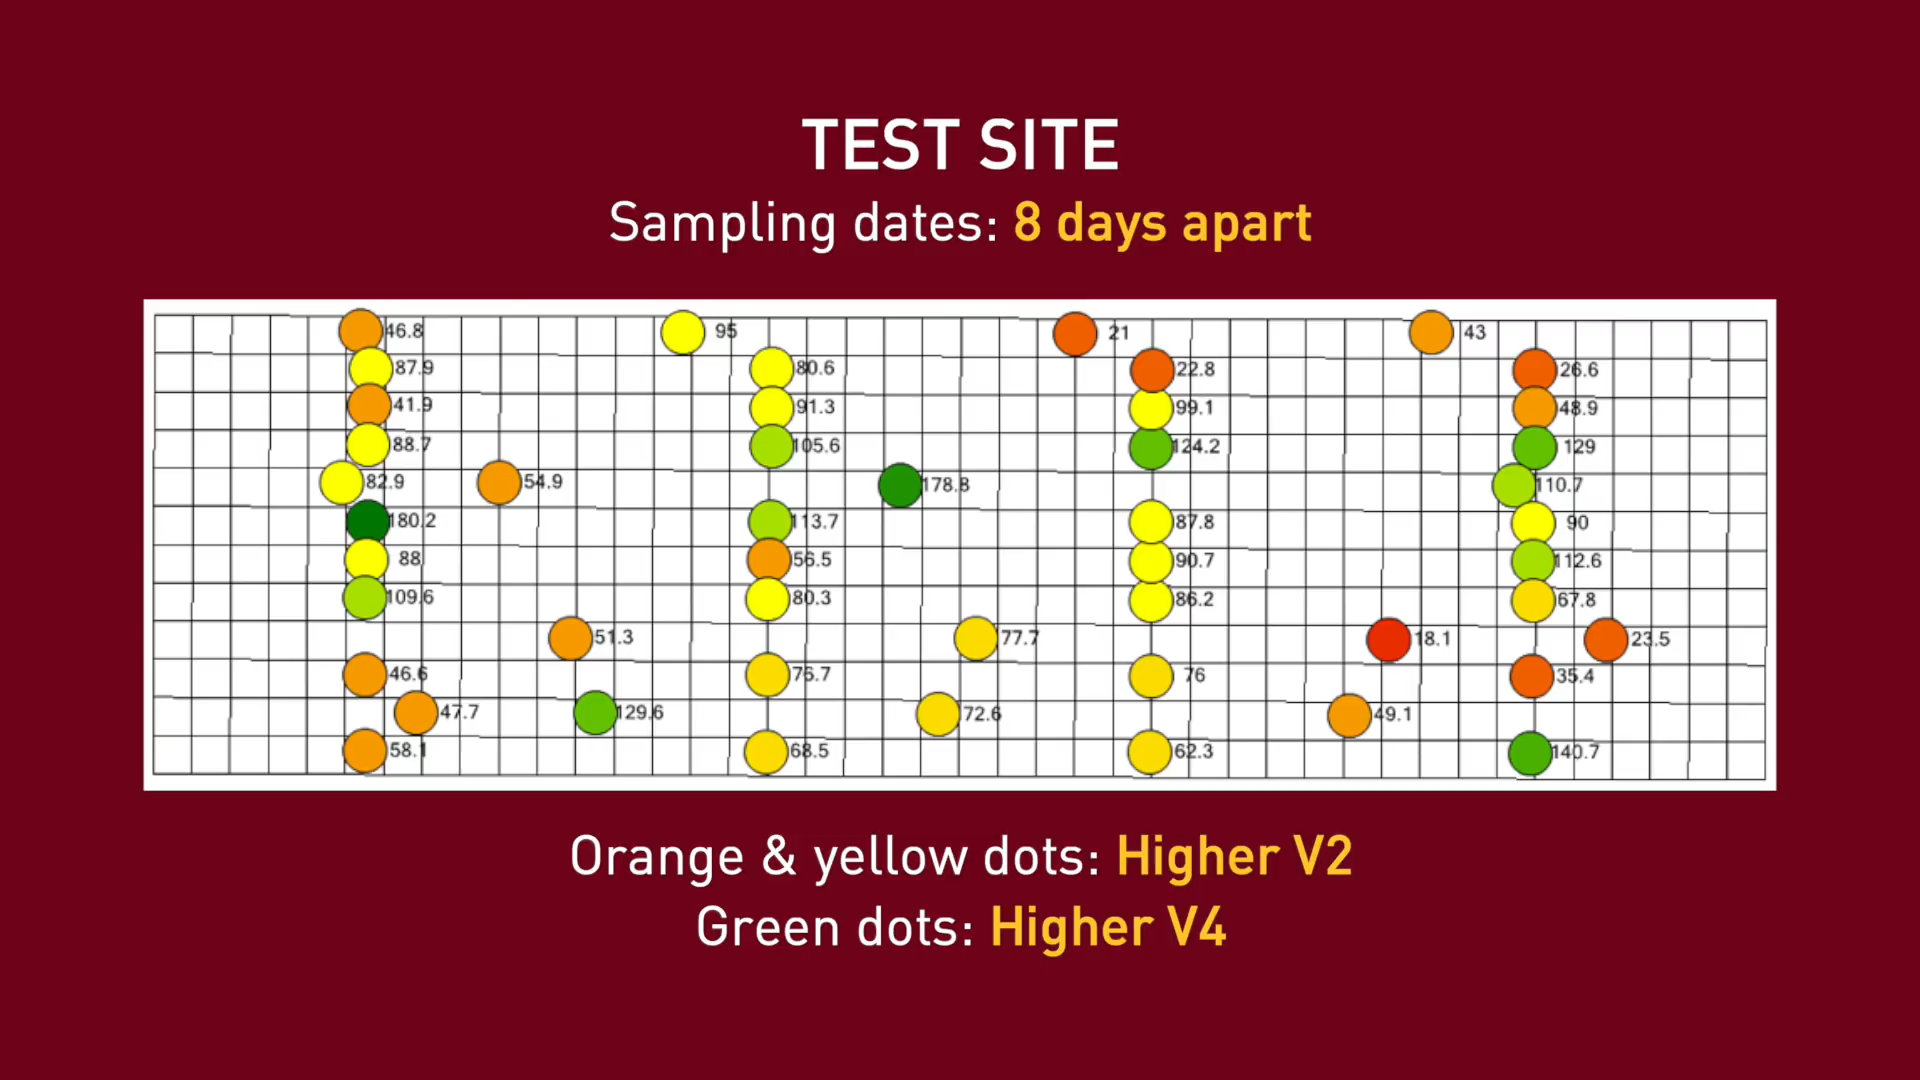 TEST SITE
Sampling dates: 8 days apart
46.8 95 21 43
87.9 80.6 22.8 26.6
41.9 91.3 99.1 48.9
88.7 105.6 124.2 129
82.9 54.9 178.8 110.7
180.2 113.7 87.8 90
88 56.5 90.7 112.6
109.6 80.3 86.2 67.8
51.3 77.7 18.1 23.5
46.6 76.7 76 35.4
47.7 129.6 72.6 49.1
58.1 68.5 62.3 140.7
Orange & yellow dots: Higher V2
Green dots: Higher V4